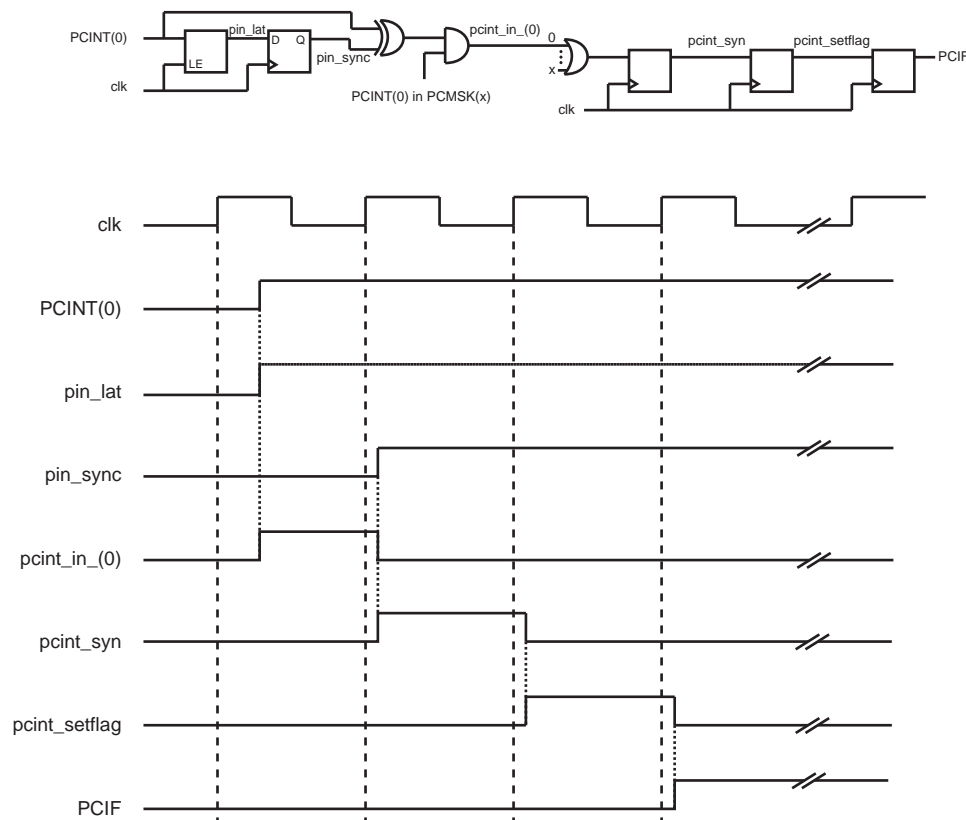 PCINT(0)
pin_lat
D Q
LE
clk
pin_sync
PCINT(0) in PCMSK(x)
pcint_in_(0)
0
x
clk
pcint_syn
pcint_setflag
PCIF
clk
PCINT(0)
pin_lat
pin_sync
pcint_in_(0)
pcint_syn
pcint_setflag
PCIF